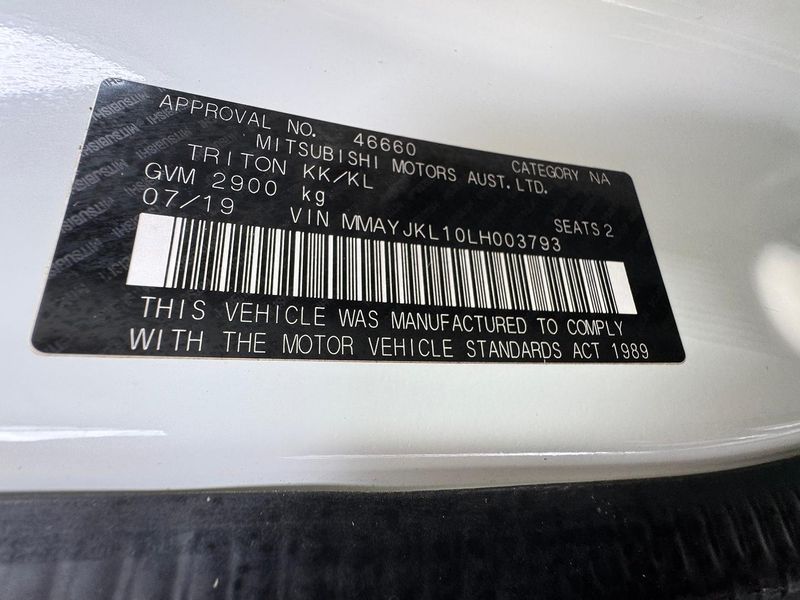 APPROVAL NO. 46660 CATEGORY NA
MITSUBISHI MOTORS AUST. LTD.
TRITON KK/KL
GVM 2900 kg SEATS 2
07/19 VIN MMAYJKL10LH003793
THIS VEHICLE WAS MANUFACTURED TO COMPLY
WITH THE MOTOR VEHICLE STANDARDS ACT 1989